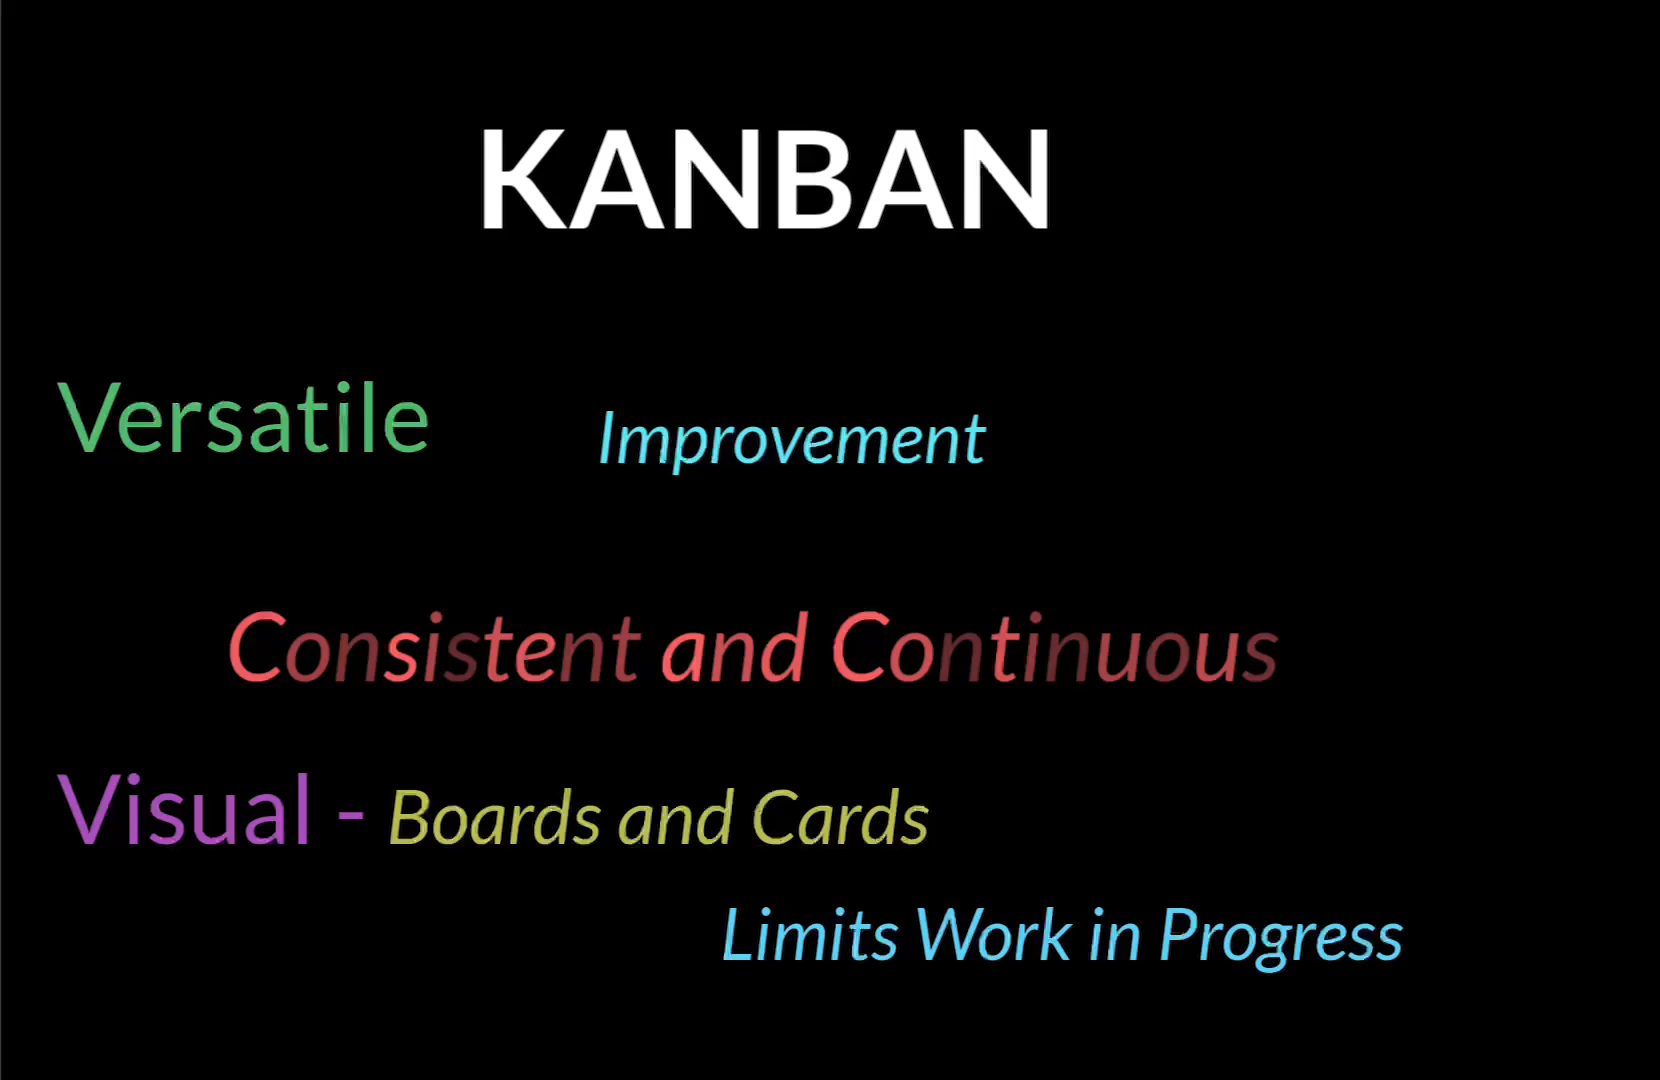 KANBAN
Versatile
Improvement
Consistent and Continuous
Visual - Boards and Cards
Limits Work in Progress